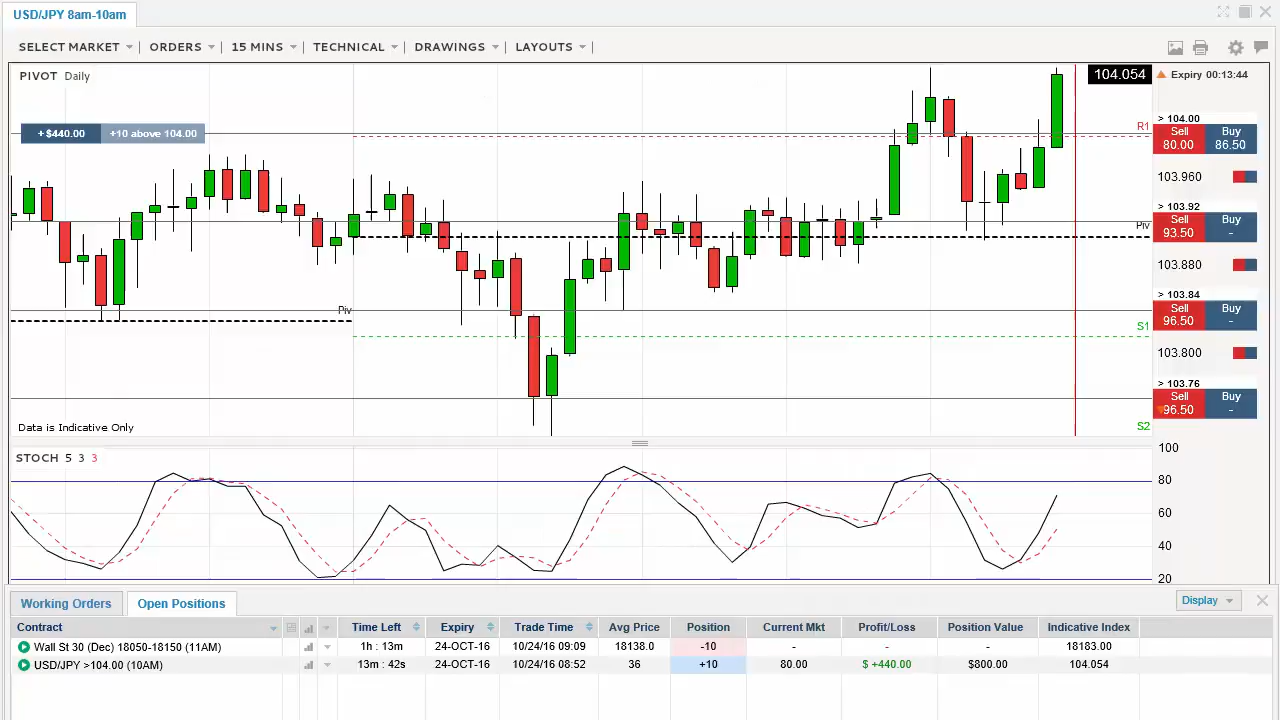 USD/JPY 8am-10am
SELECT MARKET ORDERS 15 MINS TECHNICAL DRAWINGS LAYOUTS
PIVOT Daily
104.054
Expiry 00:13:44
> 104.00
R1
+ $440.00 +10 above 104.00
Sell 80.00 Buy 86.50
103.960
> 103.92
Piv
Sell 93.50 Buy -
103.880
> 103.84
Piv
Sell 96.50 Buy -
S1
103.800
> 103.76
Sell 96.50 Buy -
Data is Indicative Only
S2
STOCH 5 3 3
100
80
60
40
20
Working Orders Open Positions Display
Contract Time Left Expiry Trade Time Avg Price Position Current Mkt Profit/Loss Position Value Indicative Index
Wall St 30 (Dec) 18050-18150 (11AM) 1h : 13m 24-OCT-16 10/24/16 09:09 18138.0 -10 - - - 18183.00
USD/JPY >104.00 (10AM) 13m : 42s 24-OCT-16 10/24/16 08:52 36 +10 80.00 $ +440.00 $800.00 104.054